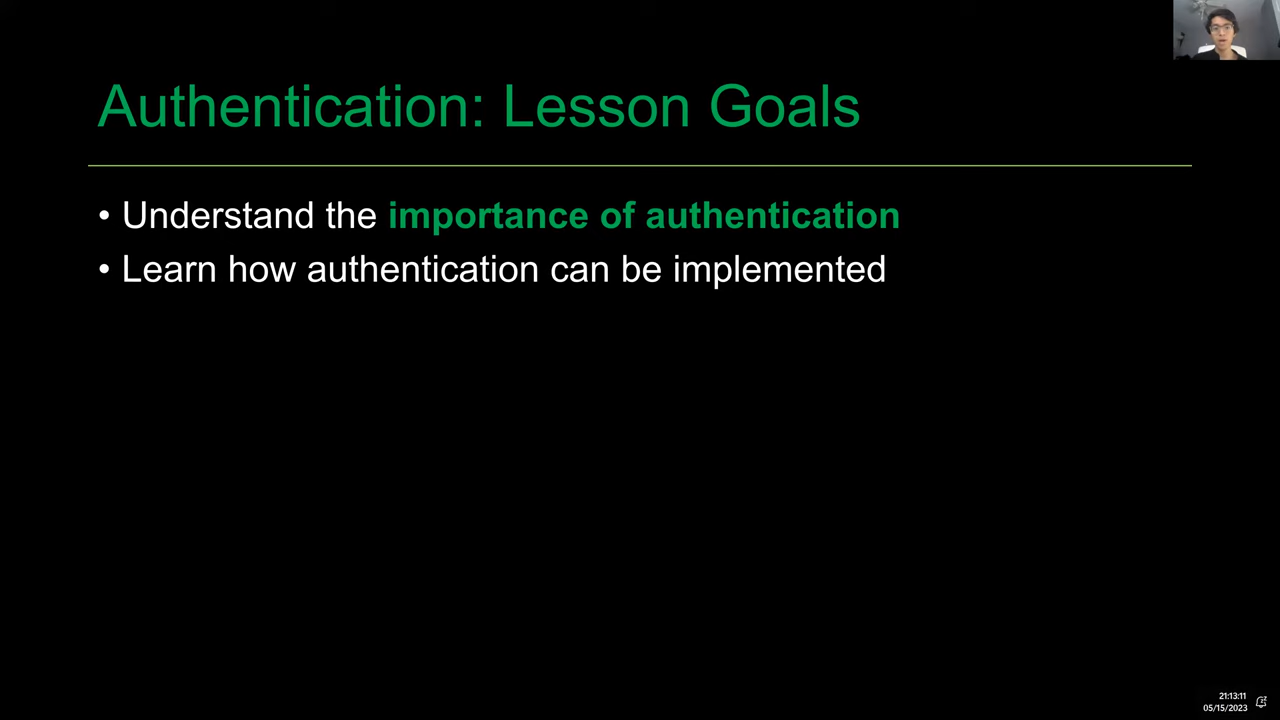 Authentication: Lesson Goals
• Understand the importance of authentication
• Learn how authentication can be implemented
21:13:11
05/15/2023